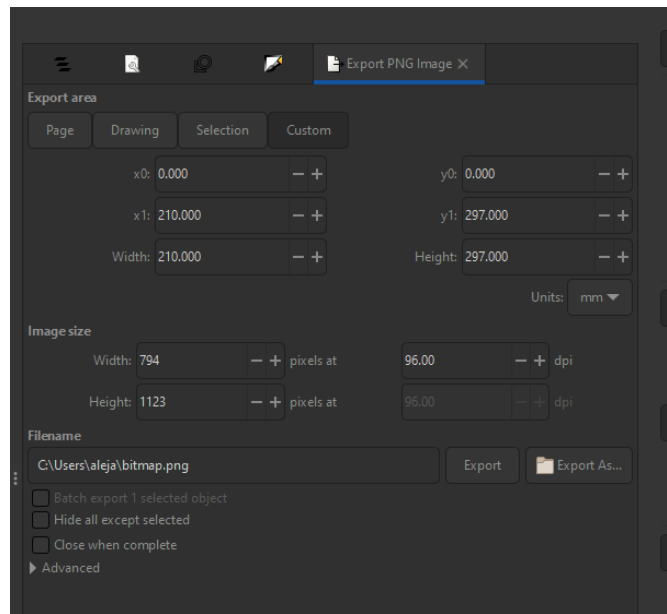 Export PNG Image
Export area
Page Drawing Selection Custom
x0: 0.000 y0: 0.000
x1: 210.000 y1: 297.000
Width: 210.000 Height: 297.000
Units: mm
Image size
Width: 794 pixels at 96.00 dpi
Height: 1123 pixels at 96.00 dpi
Filename
C:\Users\aleja\bitmap.png Export Export As...
Batch export 1 selected object
Hide all except selected
Close when complete
Advanced